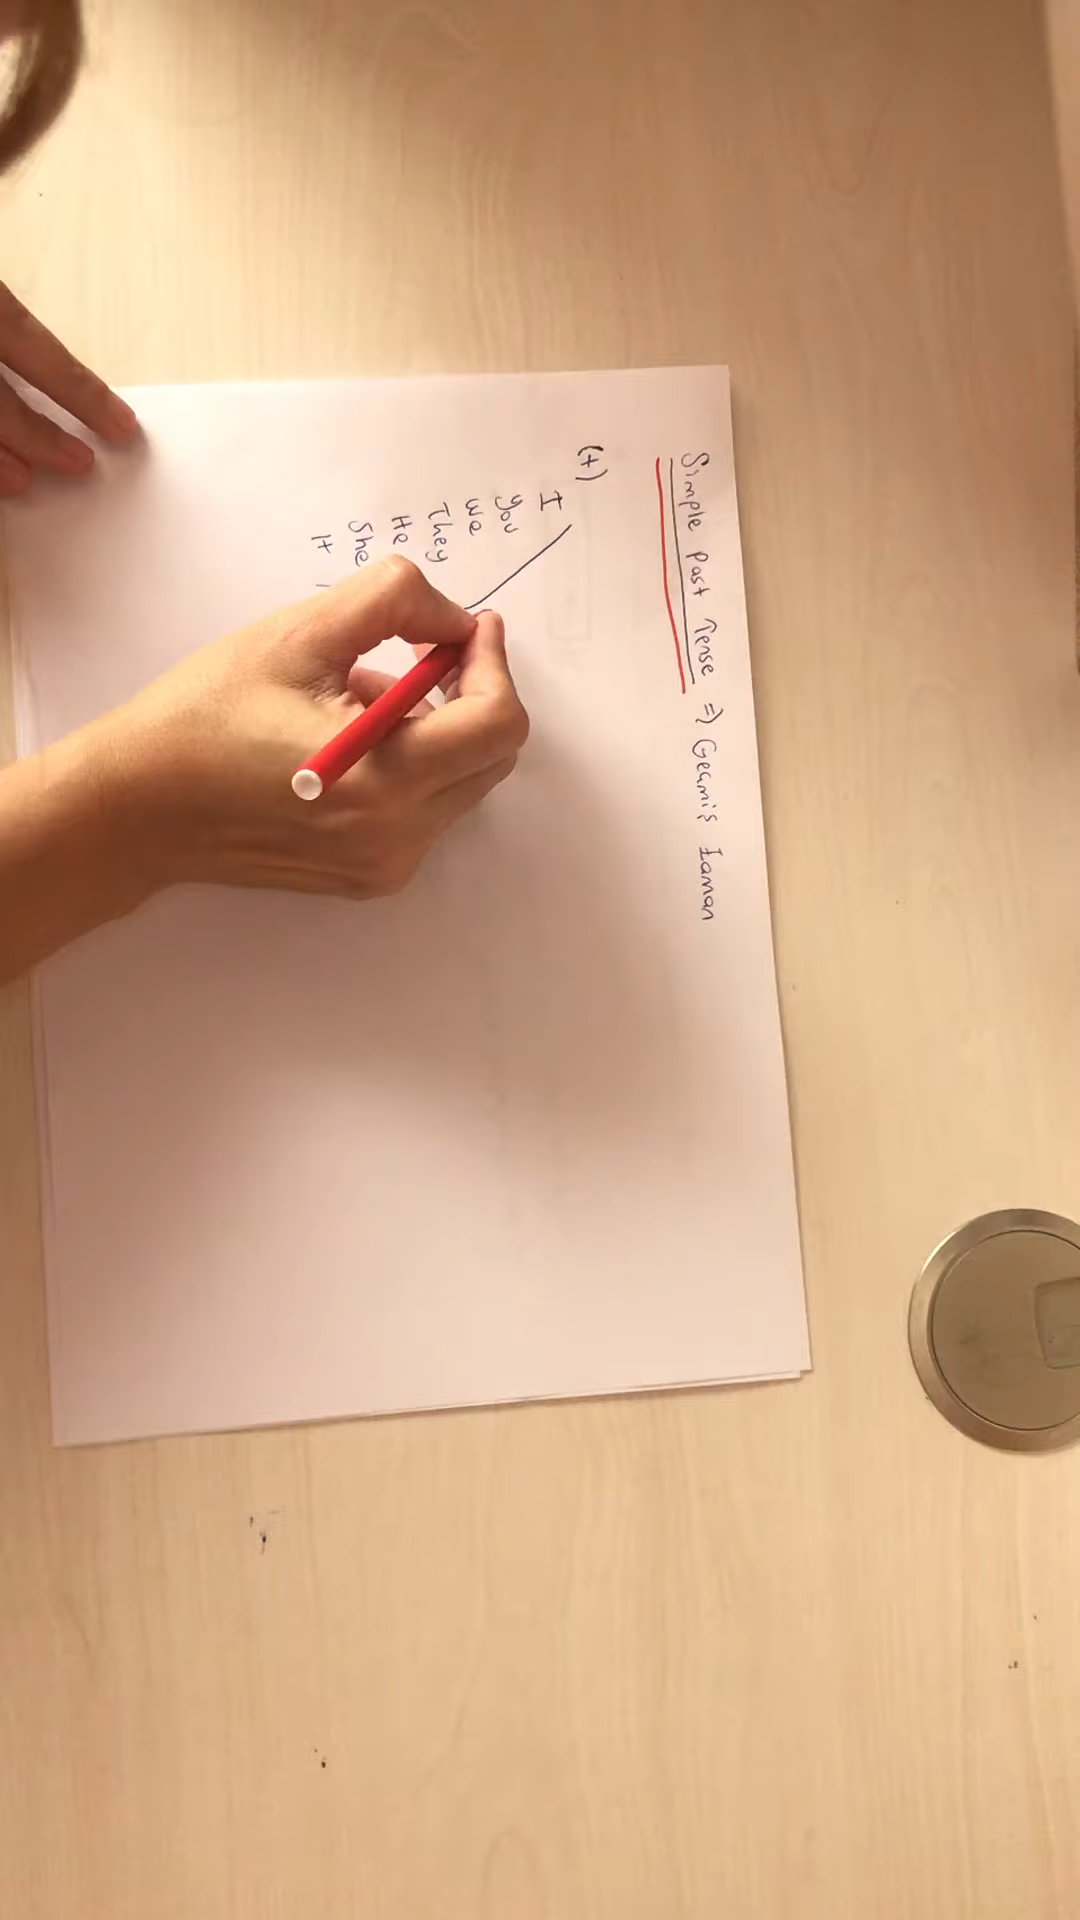 Simple Past Tense => Geçmiş Zaman
(+)
I
You
We
They
He
She
It